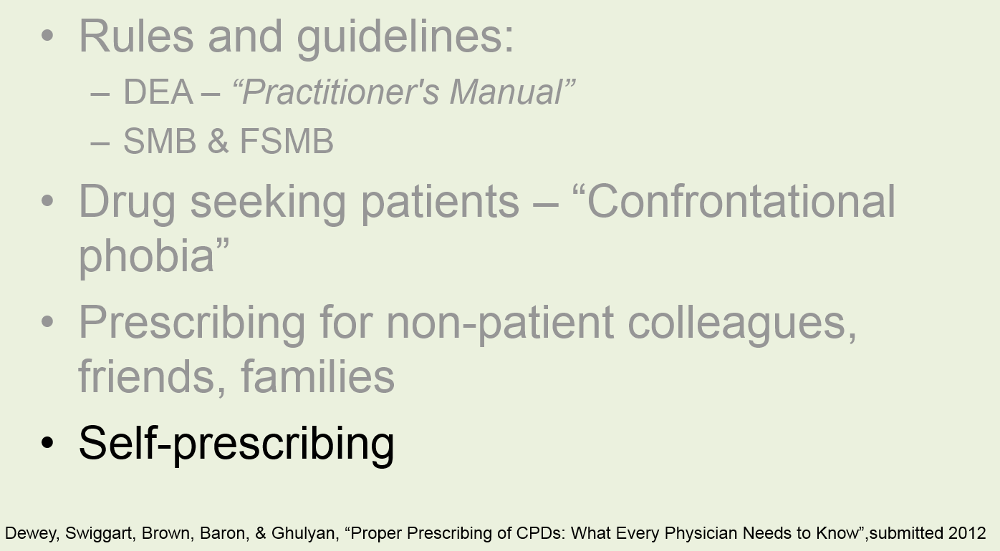 • Rules and guidelines:
– DEA – “Practitioner's Manual”
– SMB & FSMB
• Drug seeking patients – “Confrontational
phobia”
• Prescribing for non-patient colleagues,
friends, families
• Self-prescribing
Dewey, Swiggart, Brown, Baron, & Ghulyan, “Proper Prescribing of CPDs: What Every Physician Needs to Know”,submitted 2012